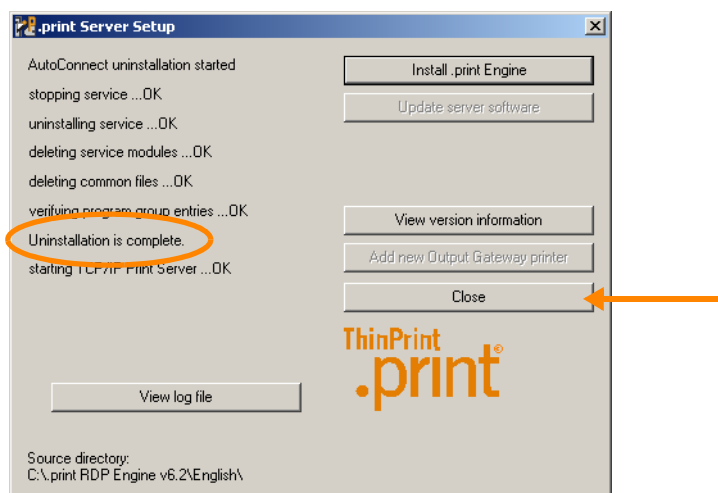 .print Server Setup
AutoConnect uninstallation started
stopping service ...OK
uninstalling service ...OK
deleting service modules ...OK
deleting common files ...OK
verifying program group entries ...OK
Uninstallation is complete.
starting TCP/IP Print Server ...OK
Install .print Engine
Update server software
View version information
Add new Output Gateway printer
Close
ThinPrint
.print®
View log file
Source directory:
C:\.print RDP Engine v6.2\English\